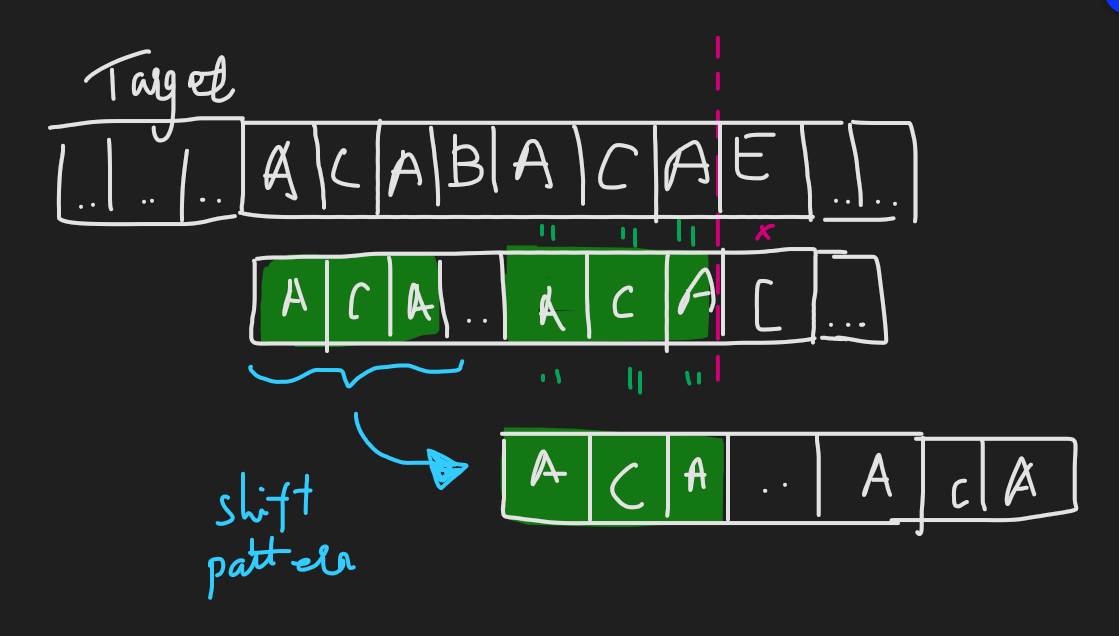 Target
.. .. .. A C A B A C A E .. ..
= = = x
A C A .. A C A C ...
= = =
A C A .. A C A
shift
pattern